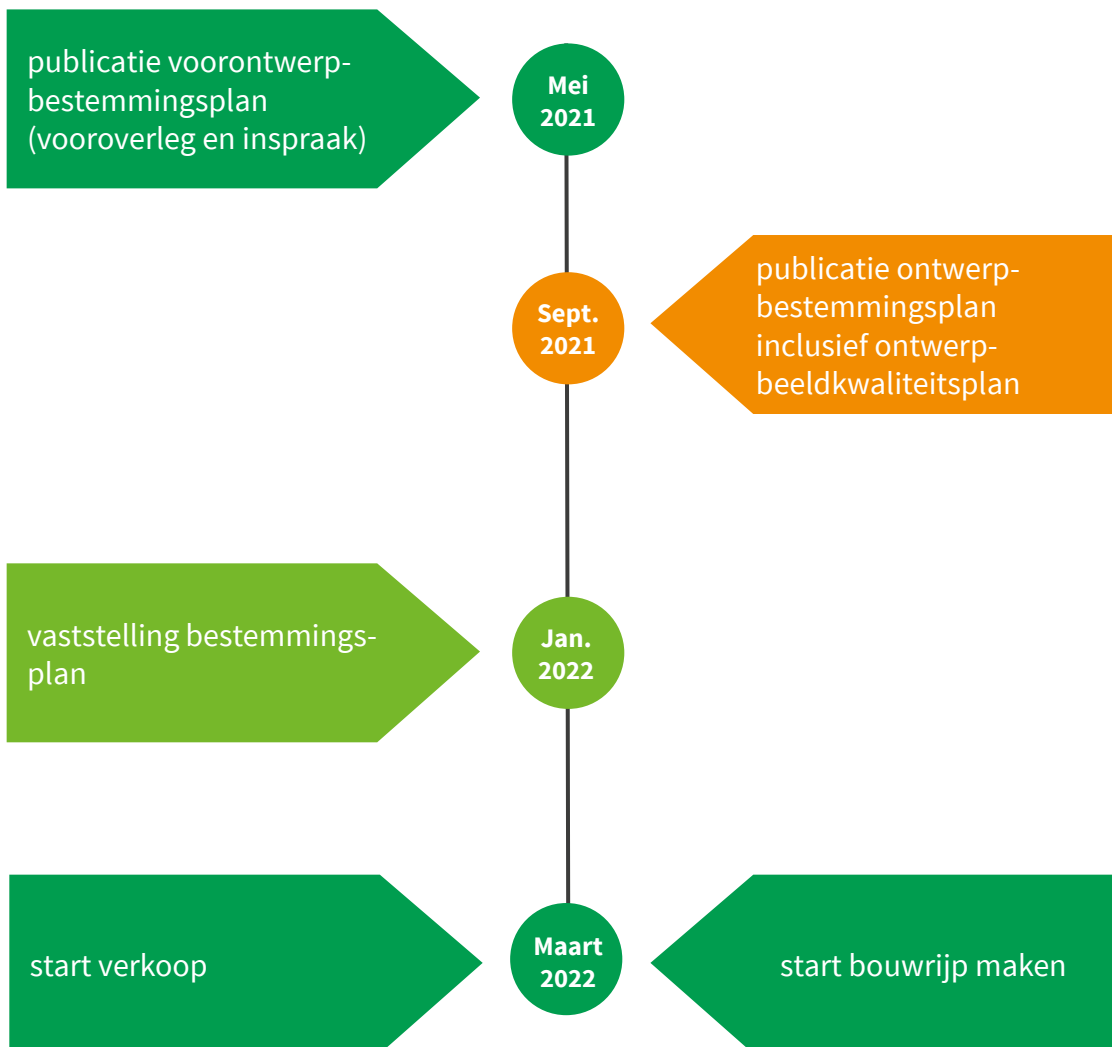 publicatie voorontwerp-
bestemmingsplan
(vooroverleg en inspraak)
Mei
2021
Sept.
2021
publicatie ontwerp-
bestemmingsplan
inclusief ontwerp-
beeldkwaliteitsplan
vaststelling bestemmings-
plan
Jan.
2022
start verkoop
Maart
2022
start bouwrijp maken